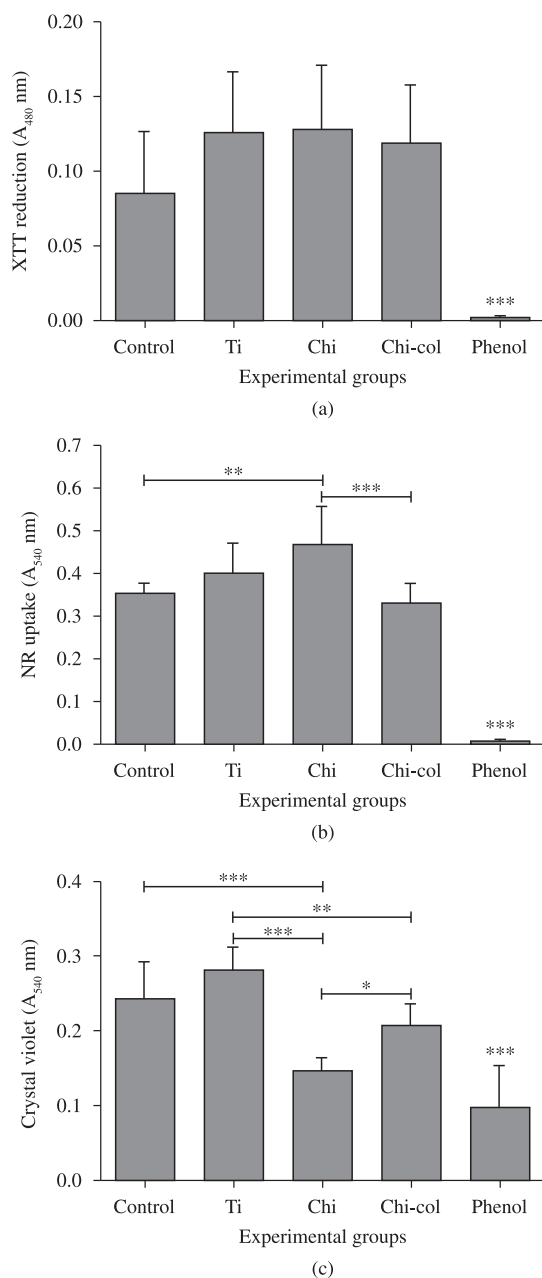 XTT reduction (A480 nm)
0.20
0.15
0.10
0.05
0.00
***
Control Ti Chi Chi-col Phenol
Experimental groups
(a)
NR uptake (A540 nm)
0.7
0.6
0.5
0.4
0.3
0.2
0.1
0.0
**
***
***
Control Ti Chi Chi-col Phenol
Experimental groups
(b)
Crystal violet (A540 nm)
0.4
0.3
0.2
0.1
0.0
***
**
***
*
***
Control Ti Chi Chi-col Phenol
Experimental groups
(c)